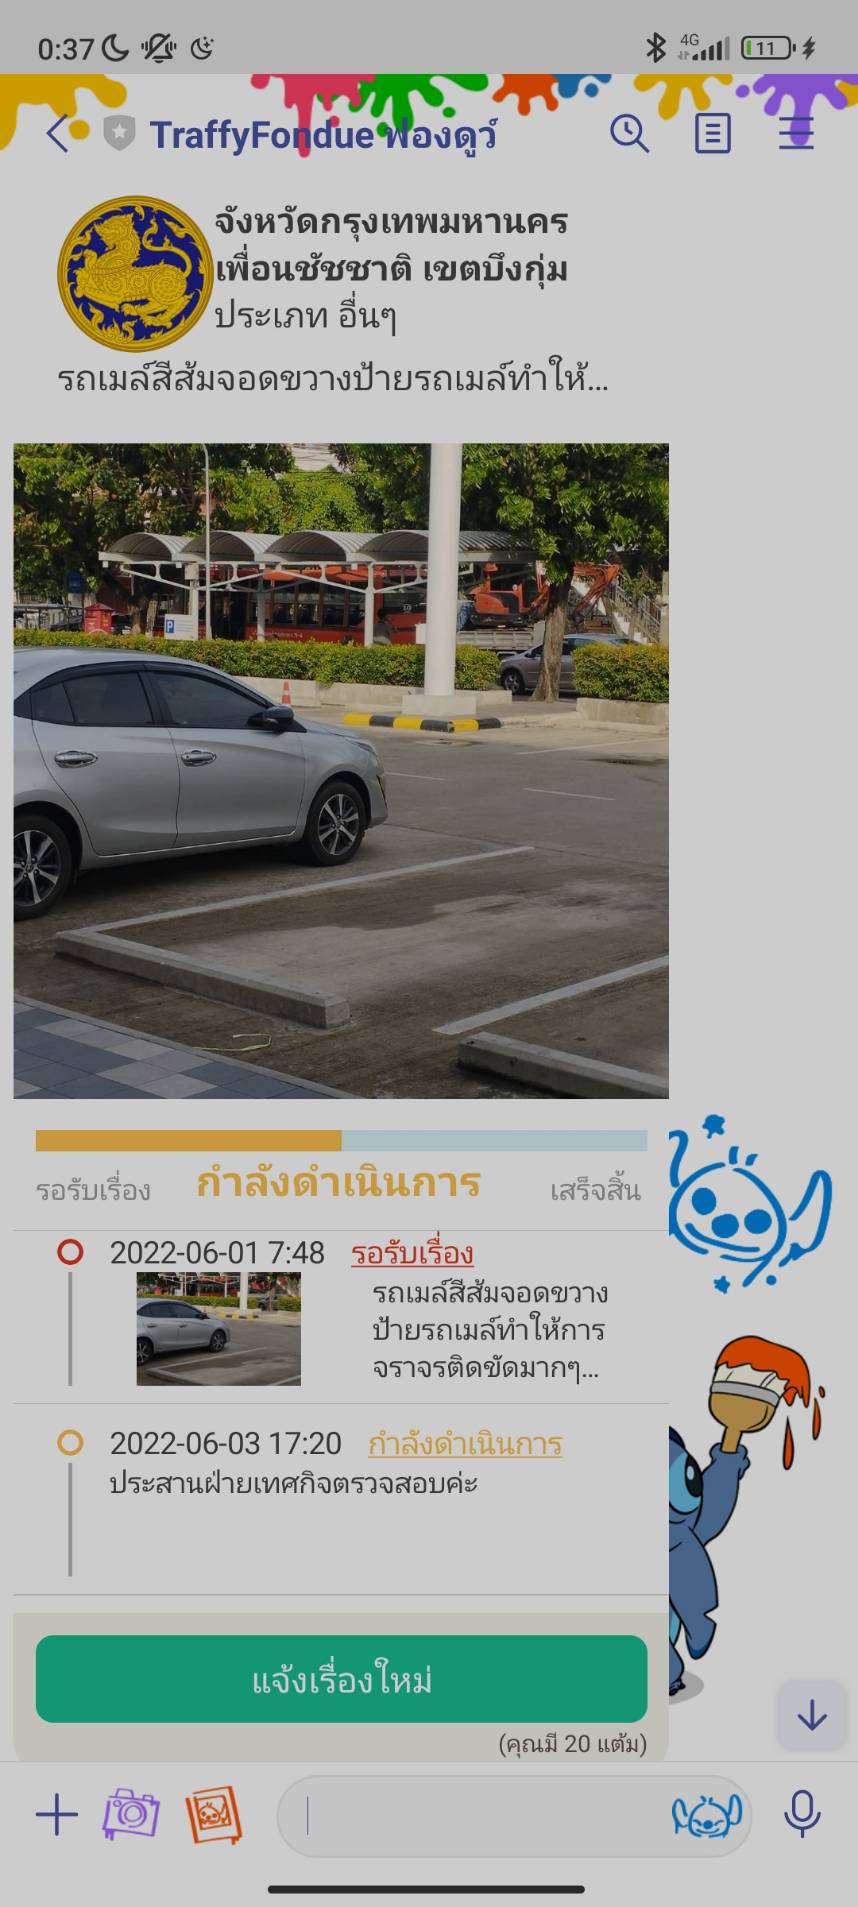 0:37
4G
11
TraffyFondue ฟองดูว์
จังหวัดกรุงเทพมหานคร
เพื่อนชัชชาติ เขตบึงกุ่ม
ประเภท อื่นๆ
รถเมล์สีส้มจอดขวางป้ายรถเมล์ทำให้...
P
รอรับเรื่อง กำลังดำเนินการ เสร็จสิ้น
2022-06-01 7:48 รอรับเรื่อง
รถเมล์สีส้มจอดขวาง
ป้ายรถเมล์ทำให้การ
จราจรติดขัดมากๆ...
2022-06-03 17:20 กำลังดำเนินการ
ประสานฝ่ายเทศกิจตรวจสอบค่ะ
แจ้งเรื่องใหม่
(คุณมี 20 แต้ม)